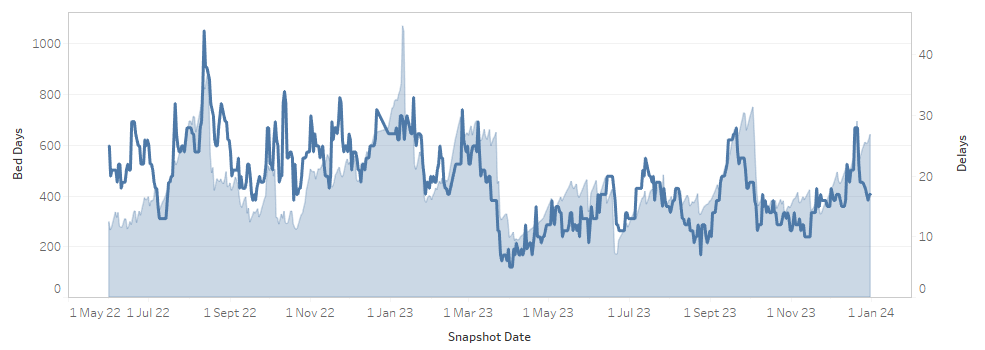 1000
800
600
400
200
0
Bed Days
40
30
20
10
0
Delays
1 May 22 1 Jul 22 1 Sept 22 1 Nov 22 1 Jan 23 1 Mar 23 1 May 23 1 Jul 23 1 Sept 23 1 Nov 23 1 Jan 24
Snapshot Date